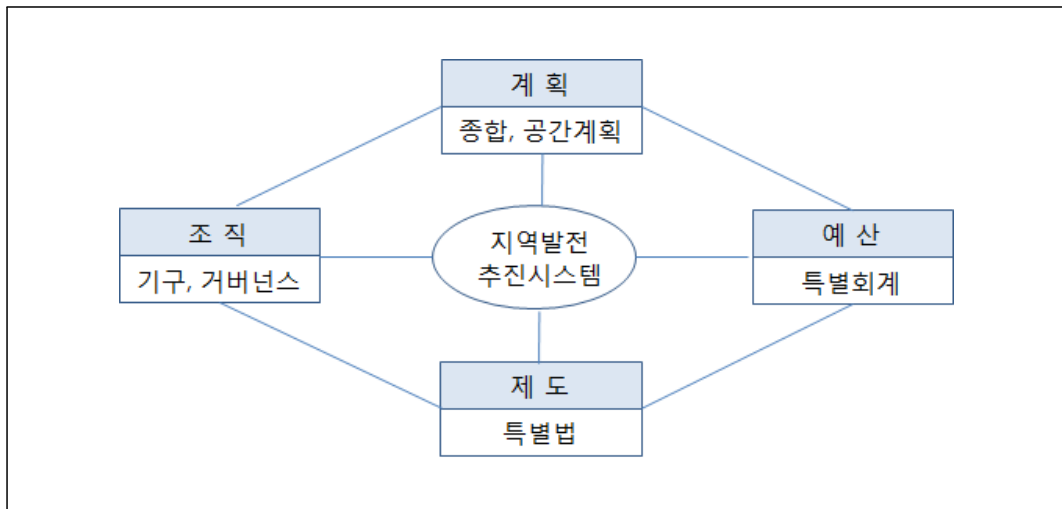 계 획
종합, 공간계획
조 직
기구, 거버넌스
지역발전
추진시스템
예 산
특별회계
제 도
특별법